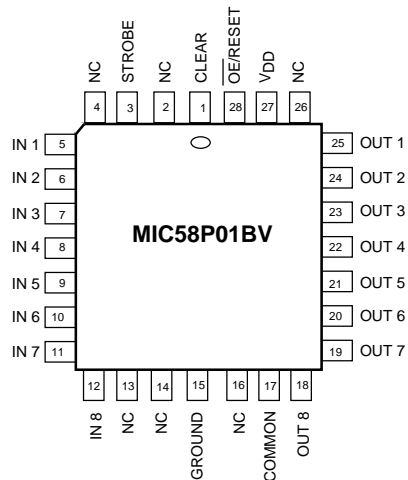 NC
STROBE
NC
CLEAR
OE/RESET
VDD
NC
4
3
2
1
28
27
26
IN 1 5
IN 2 6
IN 3 7
IN 4 8
IN 5 9
IN 6 10
IN 7 11
MIC58P01BV
25 OUT 1
24 OUT 2
23 OUT 3
22 OUT 4
21 OUT 5
20 OUT 6
19 OUT 7
12
13
14
15
16
17
18
IN 8
NC
NC
GROUND
NC
COMMON
OUT 8